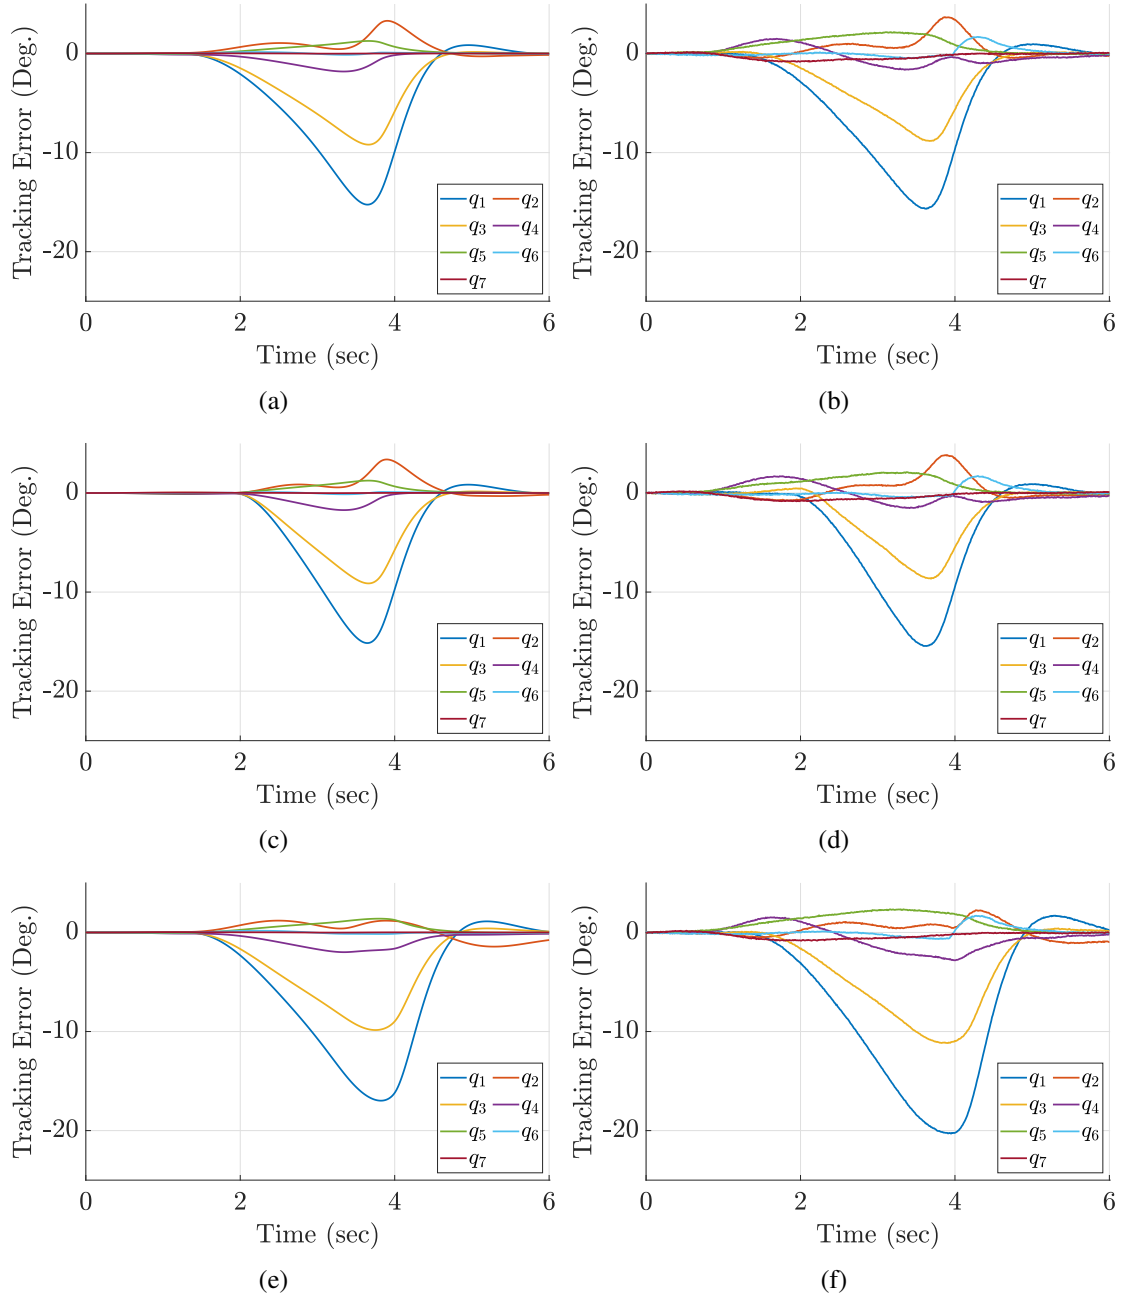 Tracking Error (Deg.)
0
-10
-20
q1 q2
q3 q4
q5 q6
q7
0 2 4 6
Time (sec)
(a)
Tracking Error (Deg.)
0
-10
-20
q1 q2
q3 q4
q5 q6
q7
0 2 4 6
Time (sec)
(b)
Tracking Error (Deg.)
0
-10
-20
q1 q2
q3 q4
q5 q6
q7
0 2 4 6
Time (sec)
(c)
Tracking Error (Deg.)
0
-10
-20
q1 q2
q3 q4
q5 q6
q7
0 2 4 6
Time (sec)
(d)
Tracking Error (Deg.)
0
-10
-20
q1 q2
q3 q4
q5 q6
q7
0 2 4 6
Time (sec)
(e)
Tracking Error (Deg.)
0
-10
-20
q1 q2
q3 q4
q5 q6
q7
0 2 4 6
Time (sec)
(f)